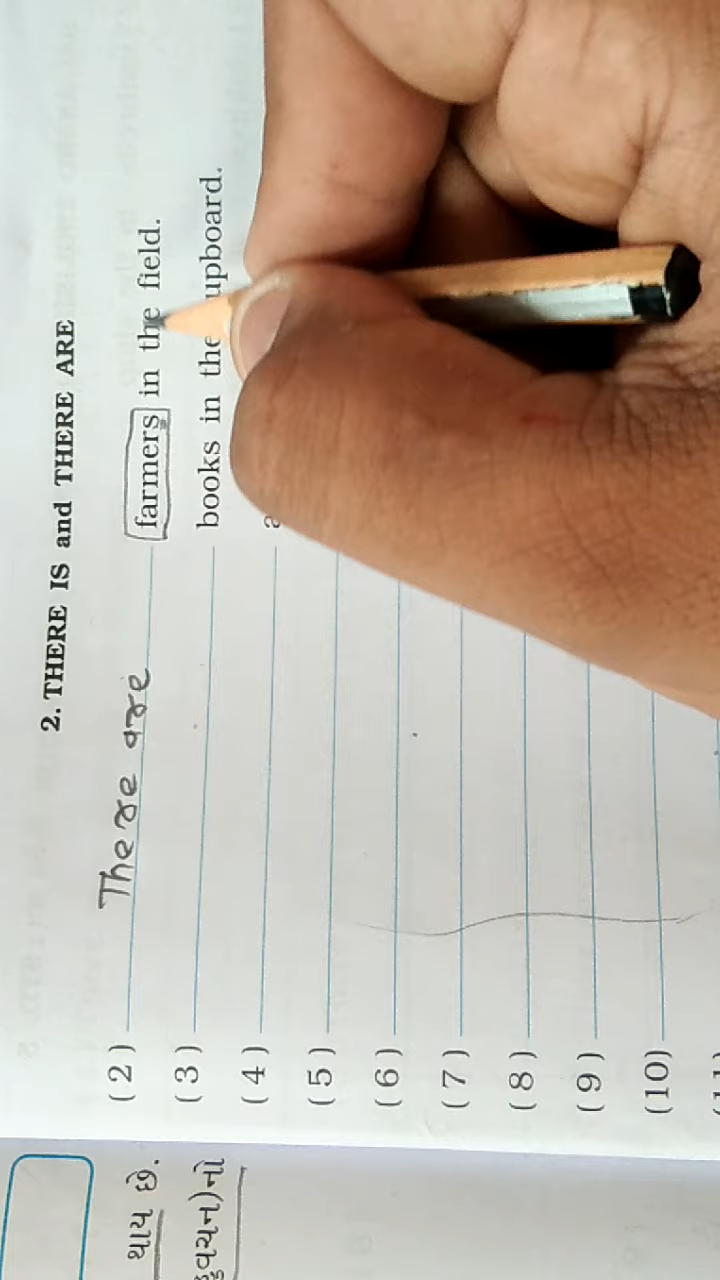 2. THERE IS and THERE ARE
(2) There are farmers in the field.
(3) books in the upboard.
(4) a
(5)
(6)
(7)
(8)
(9)
(10)
થાય છે.